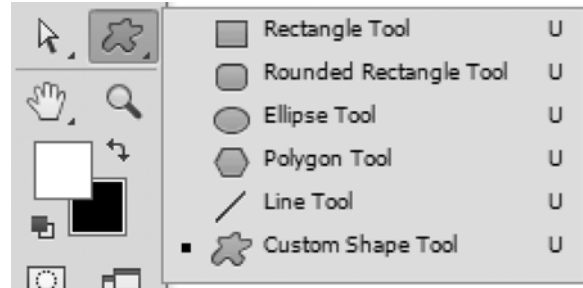 Rectangle Tool U
Rounded Rectangle Tool U
Ellipse Tool U
Polygon Tool U
Line Tool U
Custom Shape Tool U